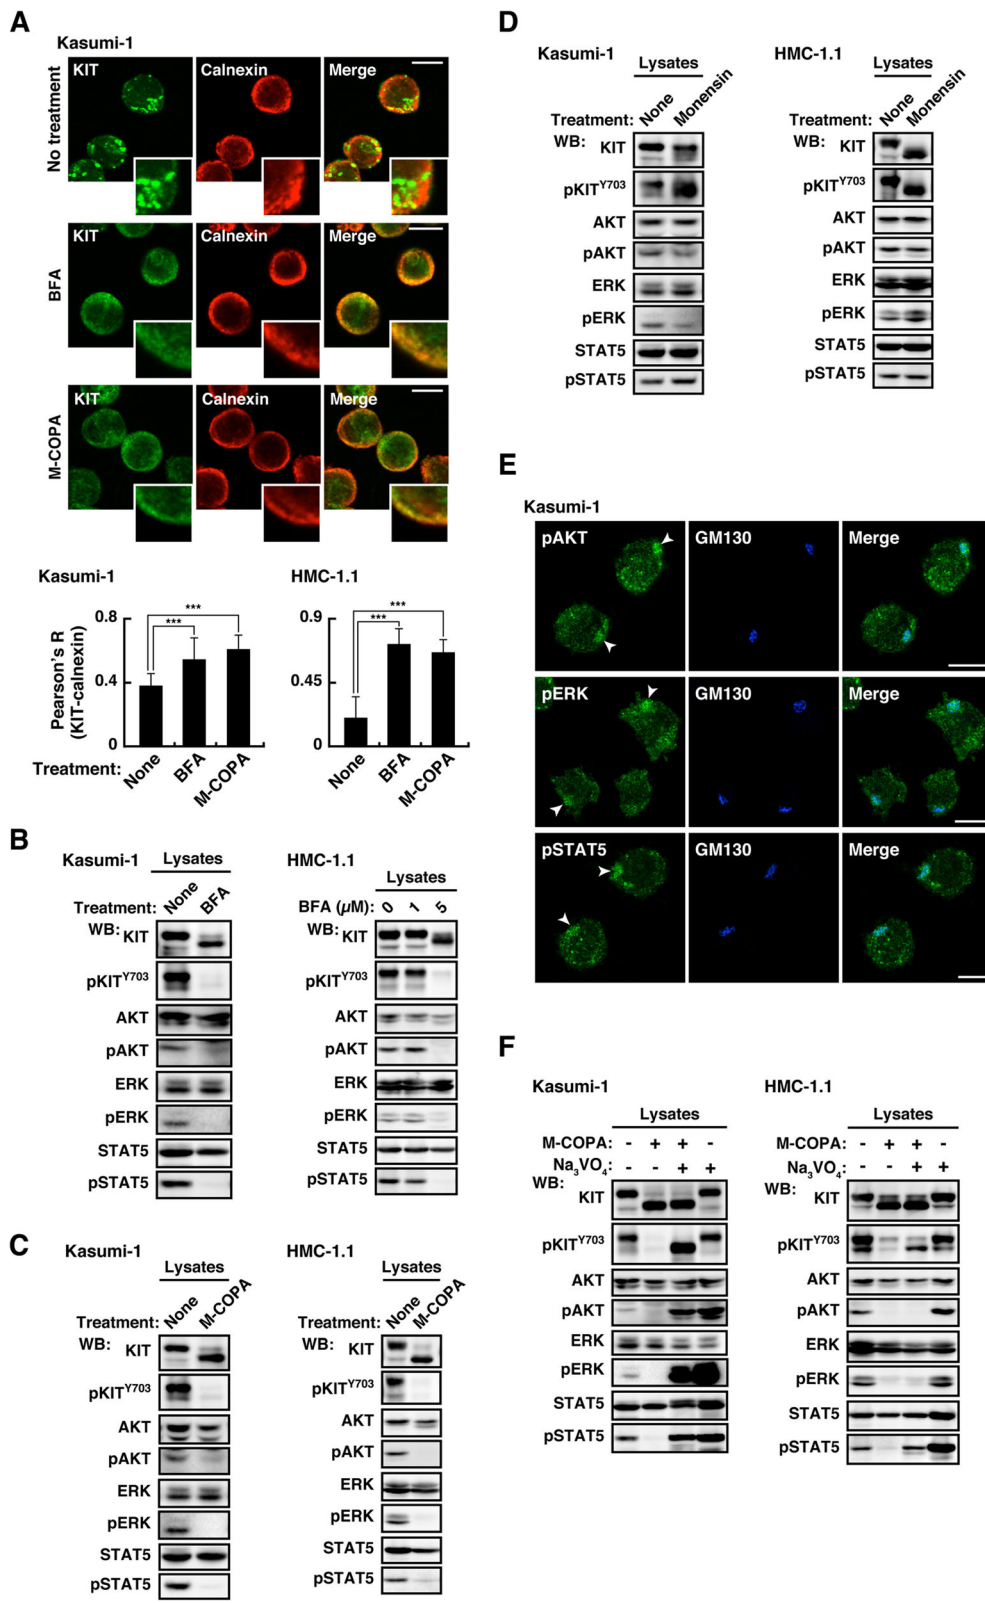 A
Kasumi-1
No treatment
KIT
Calnexin
Merge
BFA
KIT
Calnexin
Merge
M-COPA
KIT
Calnexin
Merge
Kasumi-1
HMC-1.1
Pearson's R
(KIT-calnexin)
0.8
0.4
0
***
***
0.9
0.45
0
***
***
Treatment:
None
BFA
M-COPA
None
BFA
M-COPA
B
Kasumi-1
Lysates
Treatment:
None
BFA
WB:
KIT
pKITY703
AKT
pAKT
ERK
pERK
STAT5
pSTAT5
HMC-1.1
Lysates
BFA (µM): 0 1 5
WB:
KIT
pKITY703
AKT
pAKT
ERK
pERK
STAT5
pSTAT5
C
Kasumi-1
Lysates
Treatment:
None
M-COPA
WB:
KIT
pKITY703
AKT
pAKT
ERK
pERK
STAT5
pSTAT5
HMC-1.1
Lysates
Treatment:
None
M-COPA
WB:
KIT
pKITY703
AKT
pAKT
ERK
pERK
STAT5
pSTAT5
D
Kasumi-1
Lysates
Treatment:
None
Monensin
WB:
KIT
pKITY703
AKT
pAKT
ERK
pERK
STAT5
pSTAT5
HMC-1.1
Lysates
Treatment:
None
Monensin
WB:
KIT
pKITY703
AKT
pAKT
ERK
pERK
STAT5
pSTAT5
E
Kasumi-1
pAKT
GM130
Merge
pERK
GM130
Merge
pSTAT5
GM130
Merge
F
Kasumi-1
Lysates
M-COPA: - + + -
Na3VO4: - - + +
WB:
KIT
pKITY703
AKT
pAKT
ERK
pERK
STAT5
pSTAT5
HMC-1.1
Lysates
M-COPA: - + + -
Na3VO4: - - + +
WB:
KIT
pKITY703
AKT
pAKT
ERK
pERK
STAT5
pSTAT5